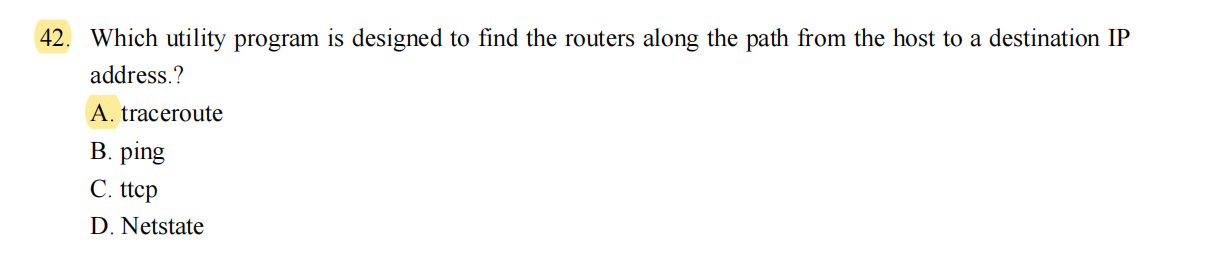 42. Which utility program is designed to find the routers along the path from the host to a destination IP
address.?
A. traceroute
B. ping
C. ttcp
D. Netstate